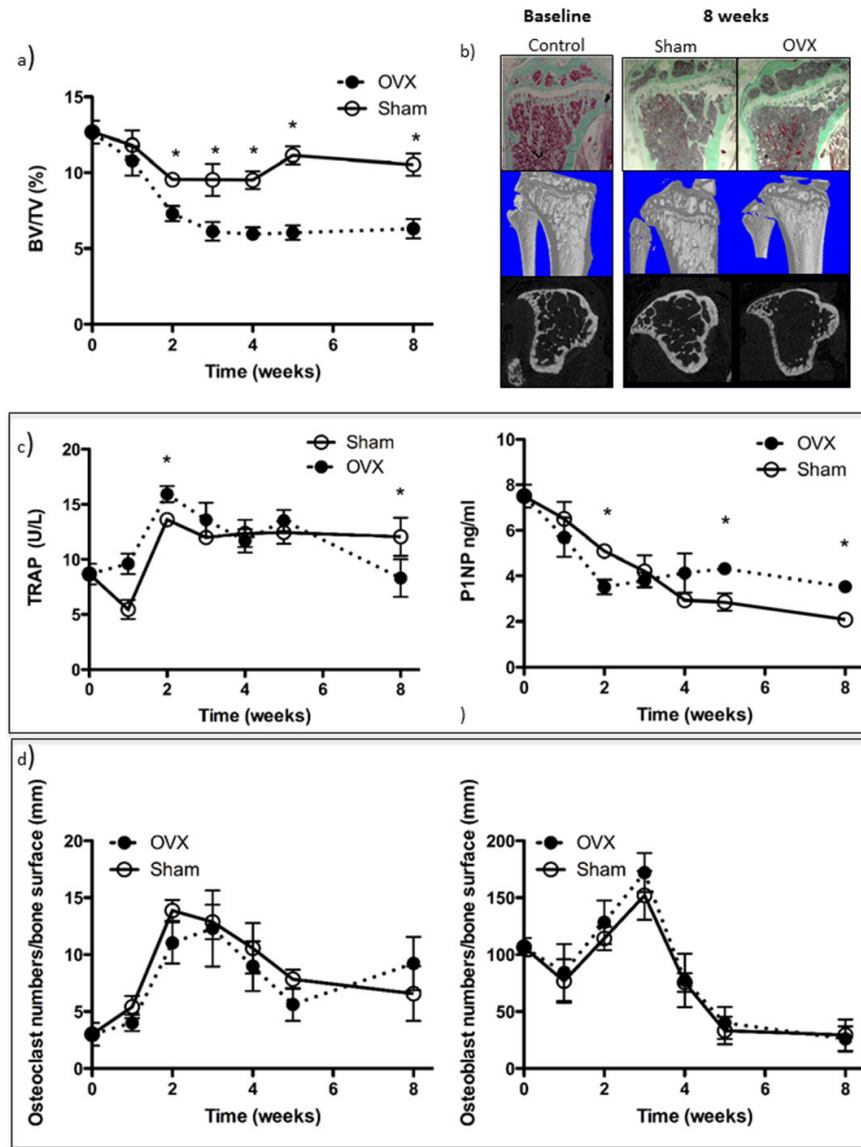 Baseline 8 weeks
a) b) Control Sham OVX
OVX
Sham
15
10
5
0
BV/TV (%)
* * * * *
0 2 4 6 8
Time (weeks)
c)
Sham
OVX
20
15
10
5
0
TRAP (U/L)
* *
0 2 4 6 8
Time (weeks)
OVX
Sham
10
8
6
4
2
0
P1NP ng/ml
* * *
0 2 4 6 8
Time (weeks)
)
d)
OVX
Sham
20
15
10
5
0
Osteoclast numbers/bone surface (mm)
0 2 4 6 8
Time (weeks)
OVX
Sham
200
150
100
50
0
Osteoblast numbers/bone surface (mm)
0 2 4 6 8
Time (weeks)